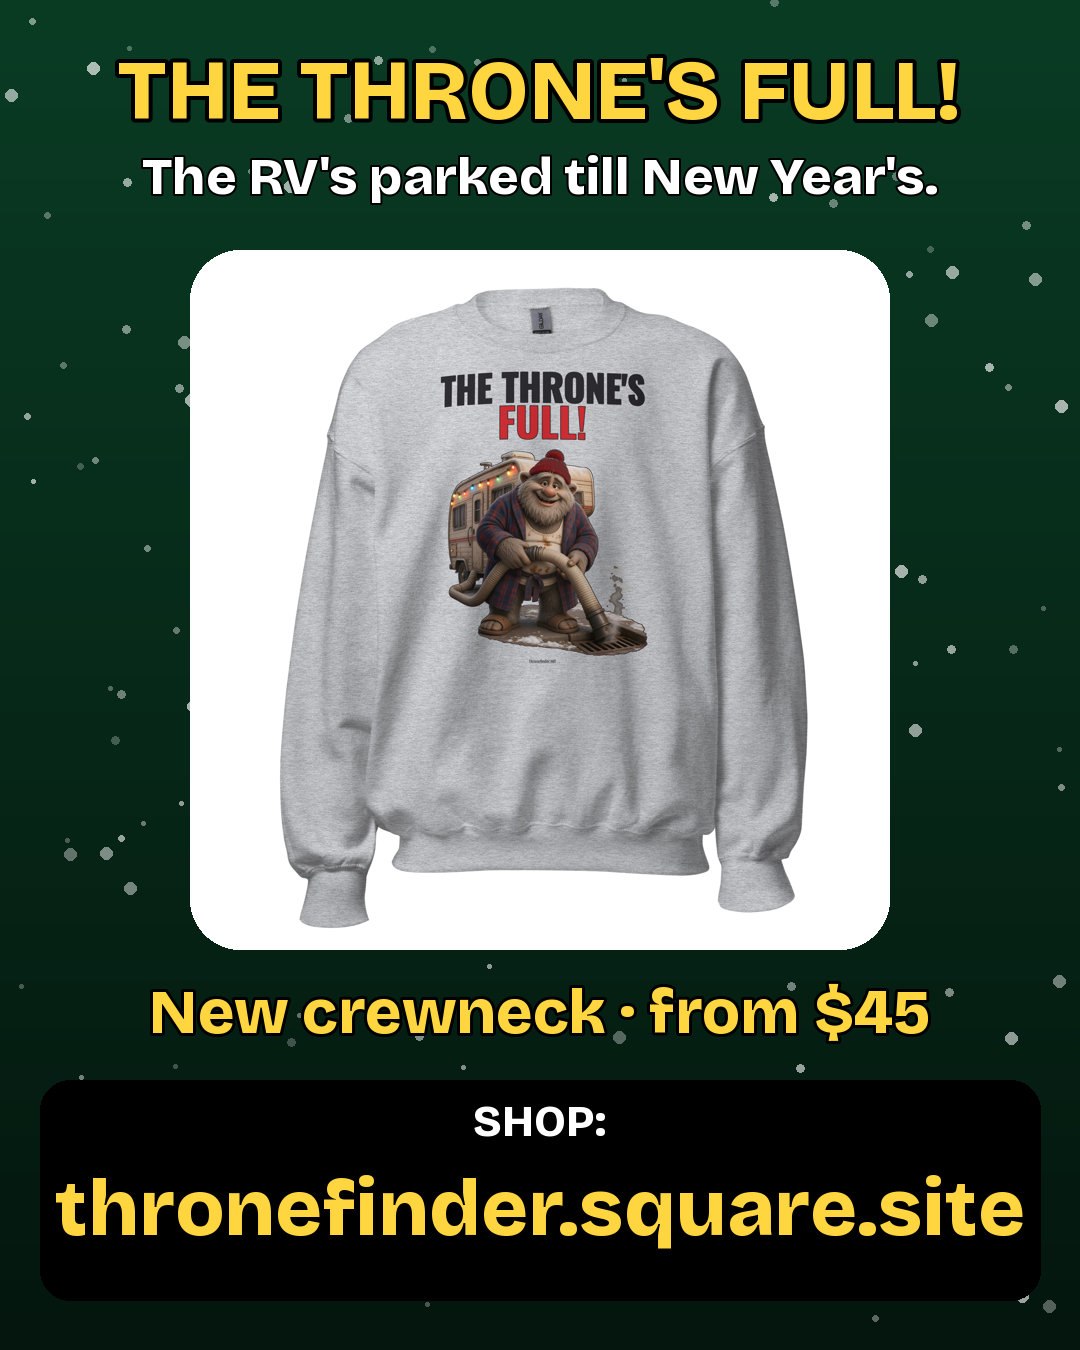 THE THRONE'S FULL!
The RV's parked till New Year's.
THE THRONE'S
FULL!
New crewneck · from $45
SHOP:
thronefinder.square.site